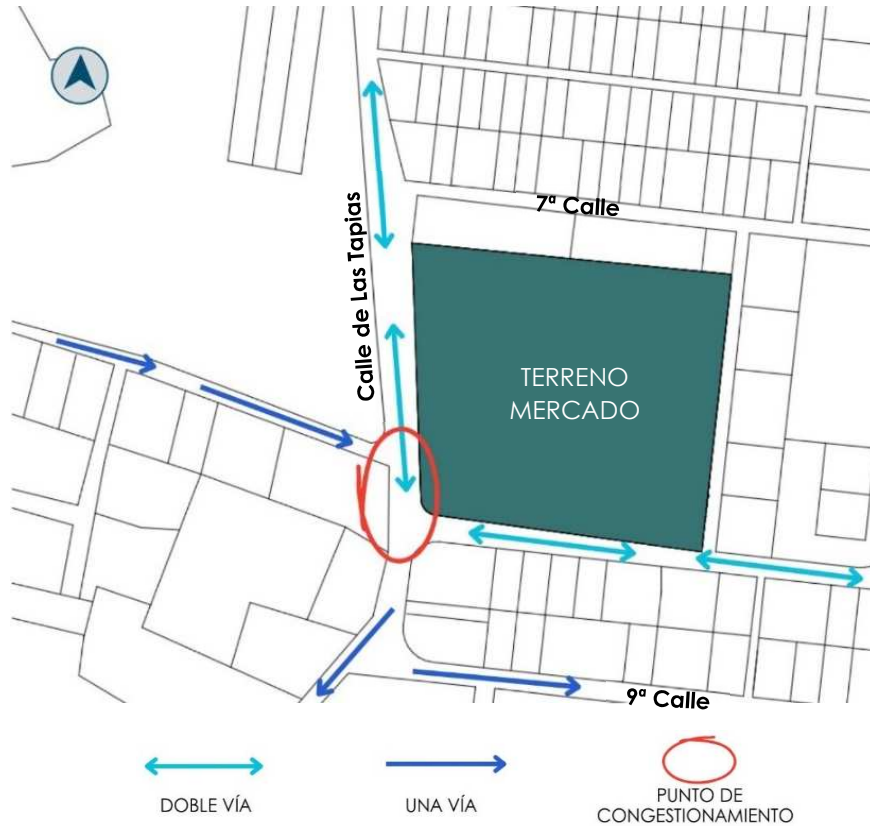 7ª Calle
Calle de Las Tapias
TERRENO
MERCADO
9ª Calle
DOBLE VÍA
UNA VÍA
PUNTO DE
CONGESTIONAMIENTO